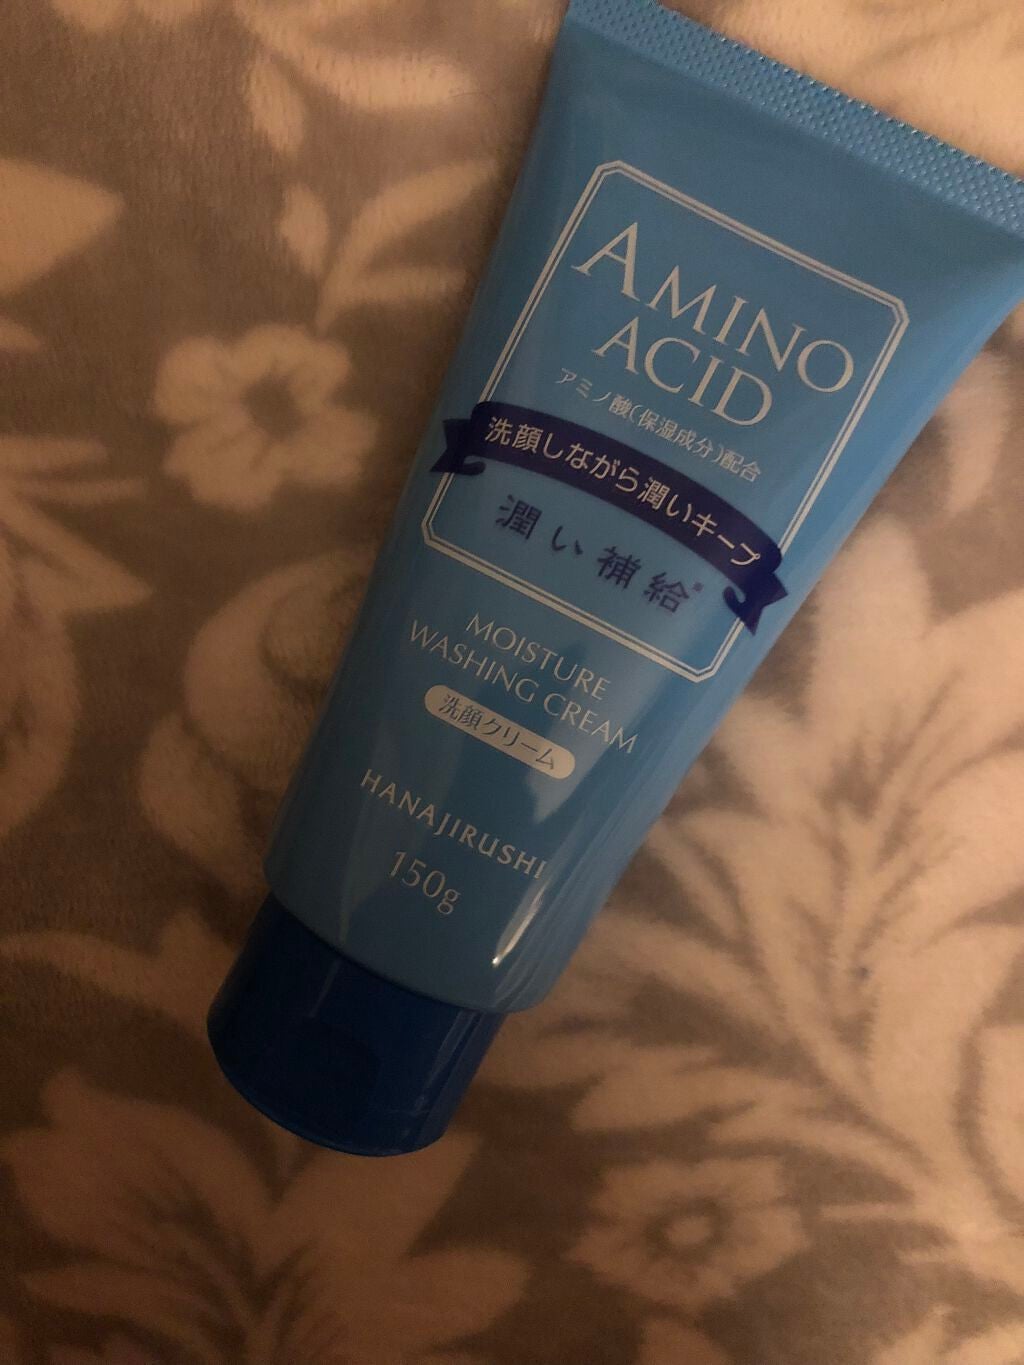 AMINO
ACID
アミノ酸(保湿成分)配合
洗顔しながら潤いキープ
潤い補給
MOISTURE
WASHING CREAM
洗顔クリーム
HANAJIRUSHI
150g